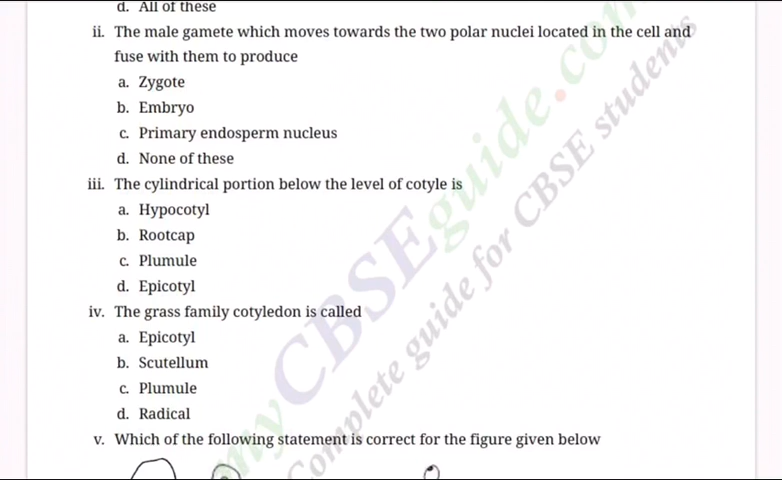 d. All of these
ii. The male gamete which moves towards the two polar nuclei located in the cell and
fuse with them to produce
a. Zygote
b. Embryo
c. Primary endosperm nucleus
d. None of these
iii. The cylindrical portion below the level of cotyle is
a. Hypocotyl
b. Rootcap
c. Plumule
d. Epicotyl
iv. The grass family cotyledon is called
a. Epicotyl
b. Scutellum
c. Plumule
d. Radical
v. Which of the following statement is correct for the figure given below
myCBSEguide.com
Complete guide for CBSE students